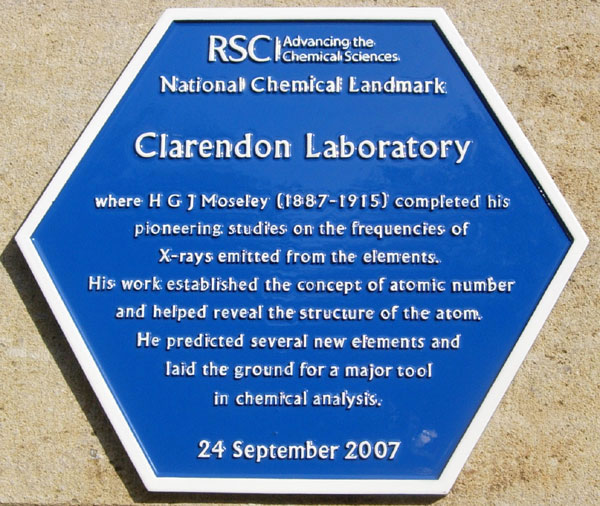 RSC | Advancing the
Chemical Sciences
National Chemical Landmark
Clarendon Laboratory
where H G J Moseley (1887-1915) completed his
pioneering studies on the frequencies of
X-rays emitted from the elements.
His work established the concept of atomic number
and helped reveal the structure of the atom.
He predicted several new elements and
laid the ground for a major tool
in chemical analysis.
24 September 2007